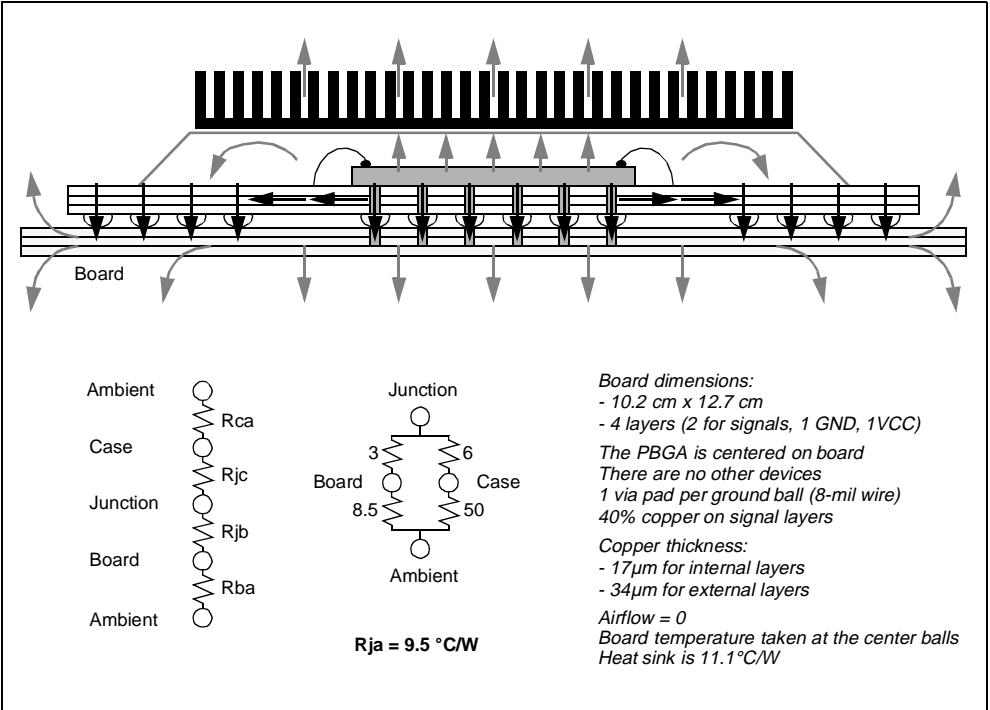 Board
Ambient
Rca
Case
Rjc
Junction
Rjb
Board
Rba
Ambient
Junction
3
6
Board
Case
8.5
50
Ambient
Rja = 9.5 °C/W
Board dimensions:
- 10.2 cm x 12.7 cm
- 4 layers (2 for signals, 1 GND, 1VCC)
The PBGA is centered on board
There are no other devices
1 via pad per ground ball (8-mil wire)
40% copper on signal layers
Copper thickness:
- 17µm for internal layers
- 34µm for external layers
Airflow = 0
Board temperature taken at the center balls
Heat sink is 11.1°C/W